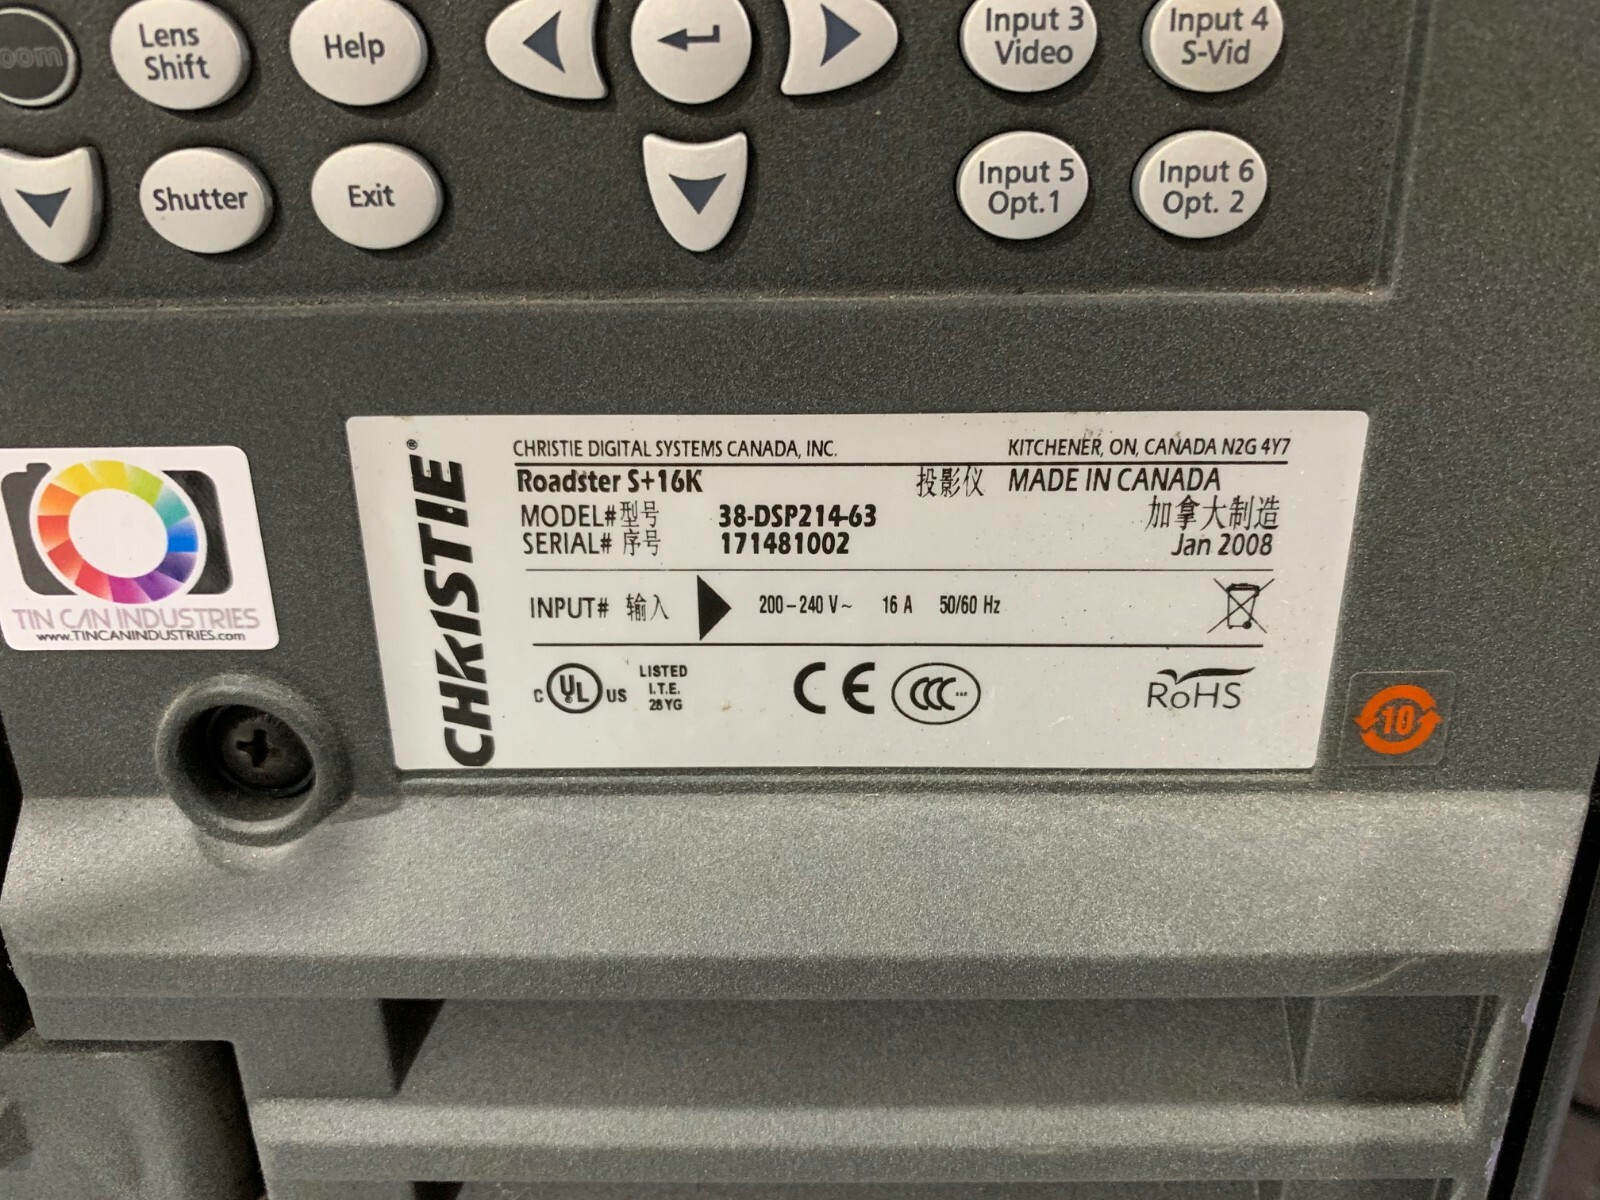 Lens
Shift
Help
Input 3
Video
Input 4
S-Vid
Shutter
Exit
Input 5
Opt.1
Input 6
Opt. 2
CHRISTIE®
CHRISTIE DIGITAL SYSTEMS CANADA, INC. KITCHENER, ON, CANADA N2G 4Y7
Roadster S+16K 投影仪 MADE IN CANADA
MODEL# 型号 38-DSP214-63 加拿大制造
SERIAL# 序号 171481002 Jan 2008
INPUT# 输入 200-240 V~ 16 A 50/60 Hz
C UL US
LISTED
I.T.E.
28YG
CE
CCC
RoHS
10
TIN CAN INDUSTRIES
www.TINCANINDUSTRIES.com